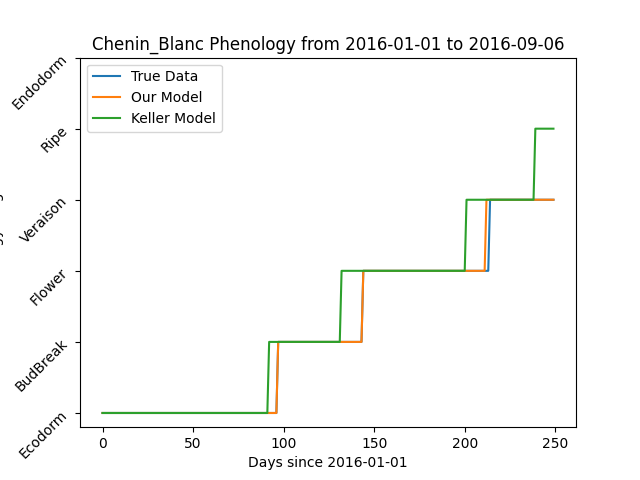 Chenin_Blanc Phenology from 2016-01-01 to 2016-09-06
True Data
Our Model
Keller Model
Endodorm
Ripe
Veraison
Flower
BudBreak
Ecodorm
0 50 100 150 200 250
Days since 2016-01-01